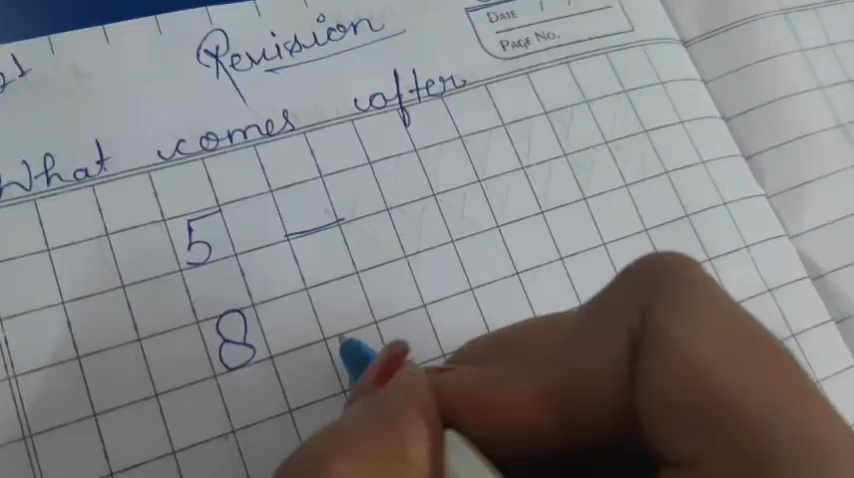 Revision
DATE / /
PAGE No.
What comes after
5 —
8